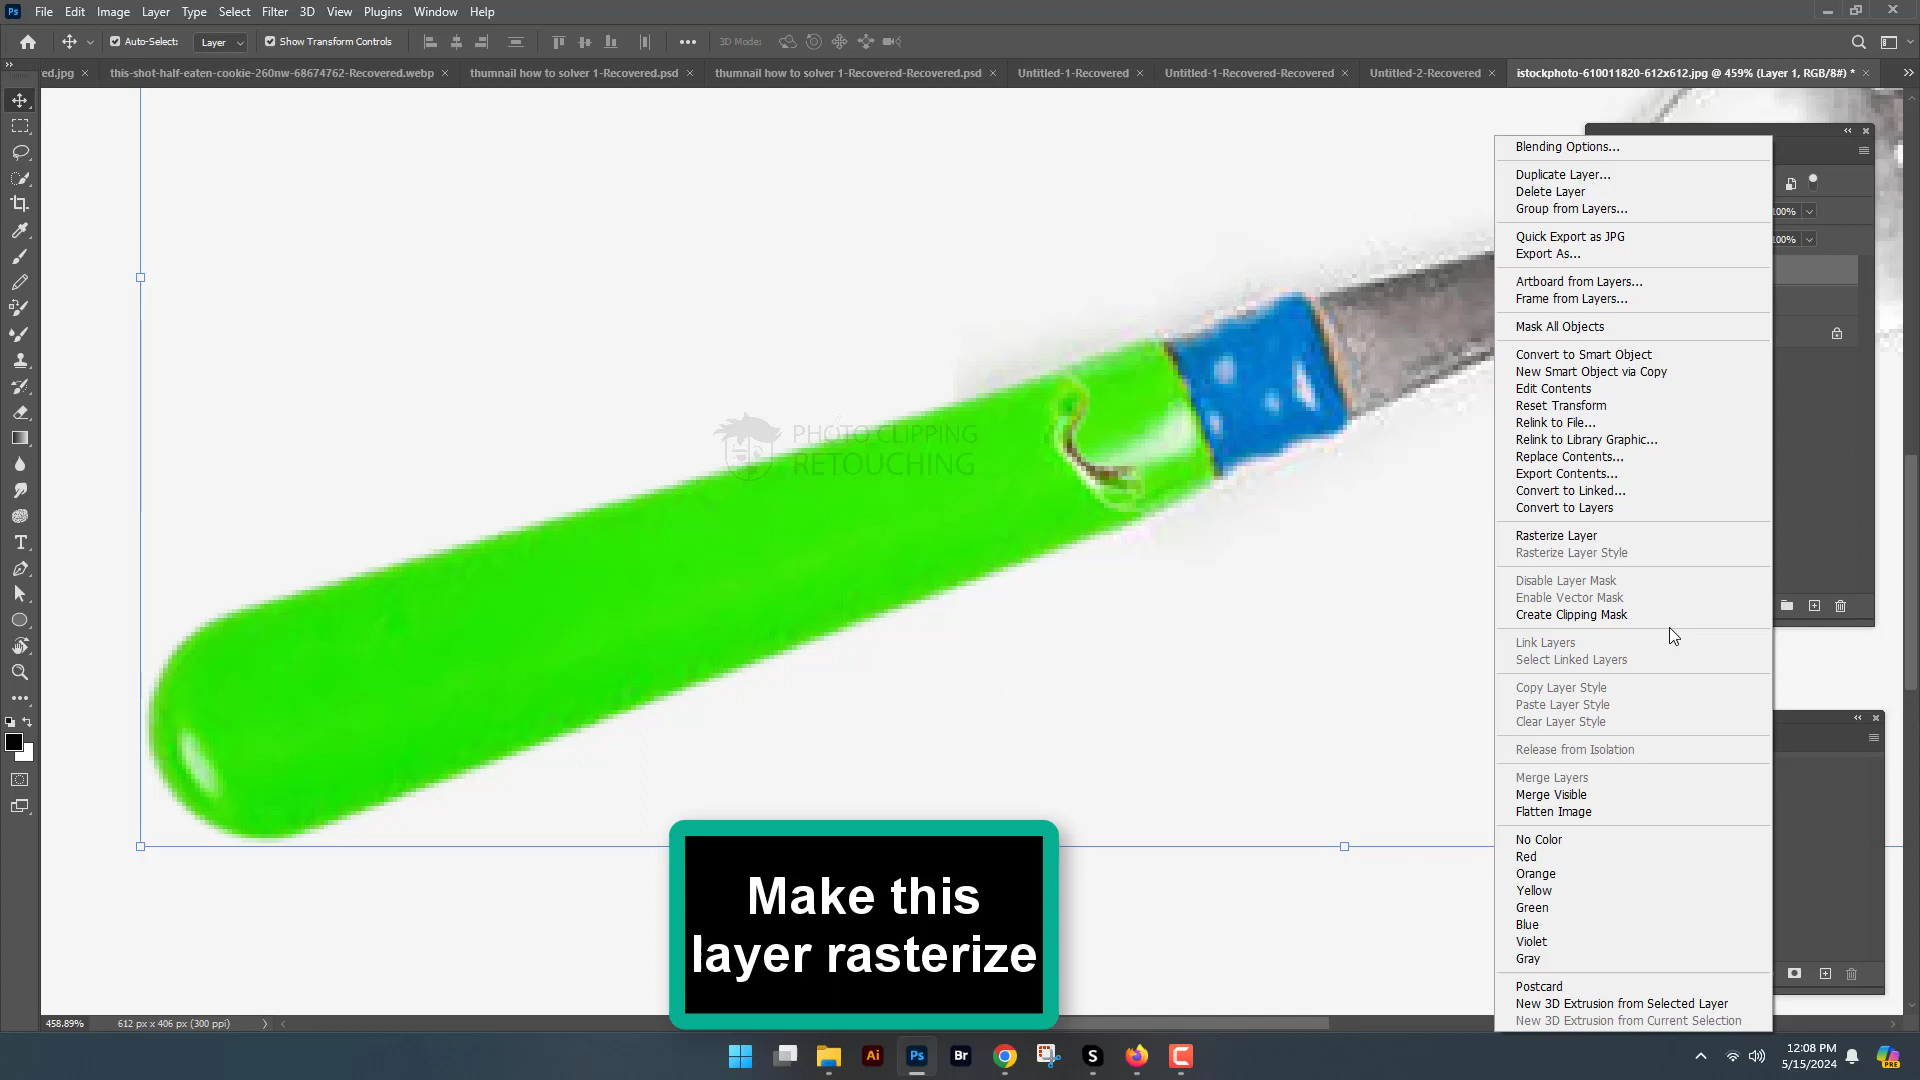 Ps File Edit Image Layer Type Select Filter 3D View Plugins Window Help
Auto-Select: Layer Show Transform Controls 3D Mode:
ed.jpg this-shot-half-eaten-cookie-260nw-68674762-Recovered.webp thumnail how to solver 1-Recovered.psd thumnail how to solver 1-Recovered-Recovered.psd Untitled-1-Recovered Untitled-1-Recovered-Recovered Untitled-2-Recovered istockphoto-610011820-612x612.jpg @ 459% (Layer 1, RGB/8#) *
Blending Options...
Duplicate Layer...
Delete Layer
Group from Layers...
100%
Quick Export as JPG
100%
Export As...
Artboard from Layers...
Frame from Layers...
Mask All Objects
Convert to Smart Object
New Smart Object via Copy
Edit Contents
Reset Transform
Relink to File...
Relink to Library Graphic...
Replace Contents...
Export Contents...
Convert to Linked...
Convert to Layers
Rasterize Layer
Rasterize Layer Style
Disable Layer Mask
Enable Vector Mask
Create Clipping Mask
Link Layers
Select Linked Layers
Copy Layer Style
Paste Layer Style
Clear Layer Style
Release from Isolation
Merge Layers
Merge Visible
Flatten Image
No Color
Red
Orange
Yellow
Green
Blue
Violet
Gray
Postcard
New 3D Extrusion from Selected Layer
New 3D Extrusion from Current Selection
PHOTO CLIPPING
RETOUCHING
Make this
layer rasterize
458.89% 612 px x 406 px (300 ppi)
Ai Ps Br S
12:08 PM
5/15/2024
PRE